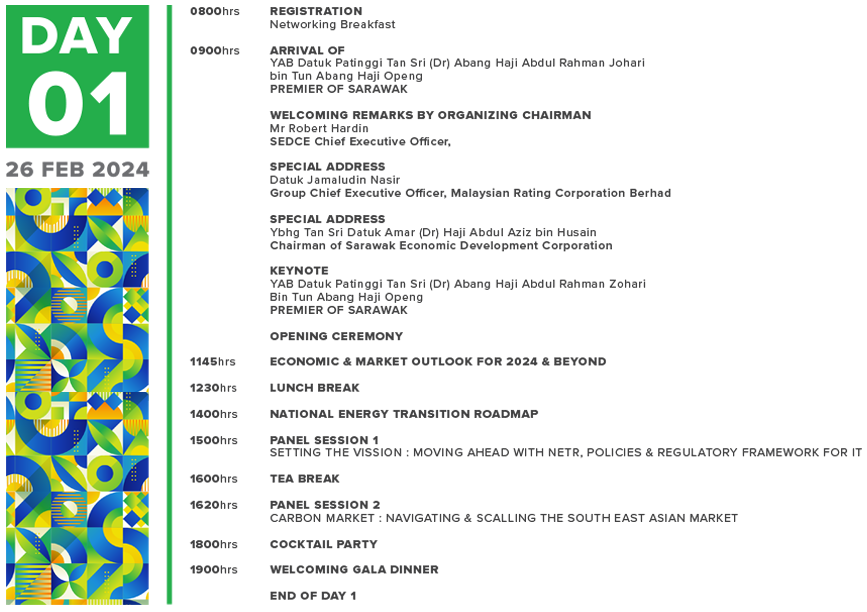 DAY
01
26 FEB 2024
0800hrs REGISTRATION
Networking Breakfast
0900hrs ARRIVAL OF
YAB Datuk Patinggi Tan Sri (Dr) Abang Haji Abdul Rahman Johari
bin Tun Abang Haji Openg
PREMIER OF SARAWAK
WELCOMING REMARKS BY ORGANIZING CHAIRMAN
Mr Robert Hardin
SEDCE Chief Executive Officer,
SPECIAL ADDRESS
Datuk Jamaludin Nasir
Group Chief Executive Officer, Malaysian Rating Corporation Berhad
SPECIAL ADDRESS
Ybhg Tan Sri Datuk Amar (Dr) Haji Abdul Aziz bin Husain
Chairman of Sarawak Economic Development Corporation
KEYNOTE
YAB Datuk Patinggi Tan Sri (Dr) Abang Haji Abdul Rahman Zohari
Bin Tun Abang Haji Openg
PREMIER OF SARAWAK
OPENING CEREMONY
1145hrs ECONOMIC & MARKET OUTLOOK FOR 2024 & BEYOND
1230hrs LUNCH BREAK
1400hrs NATIONAL ENERGY TRANSITION ROADMAP
1500hrs PANEL SESSION 1
SETTING THE VISSION : MOVING AHEAD WITH NETR, POLICIES & REGULATORY FRAMEWORK FOR IT
1600hrs TEA BREAK
1620hrs PANEL SESSION 2
CARBON MARKET : NAVIGATING & SCALLING THE SOUTH EAST ASIAN MARKET
1800hrs COCKTAIL PARTY
1900hrs WELCOMING GALA DINNER
END OF DAY 1